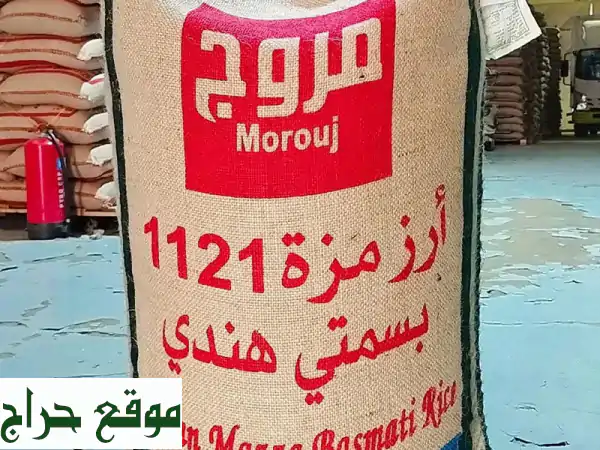 مروج
Morouj
أرز مزة 1121
بسمتي هندي
Mazza Basmati Rice
موقع حراج